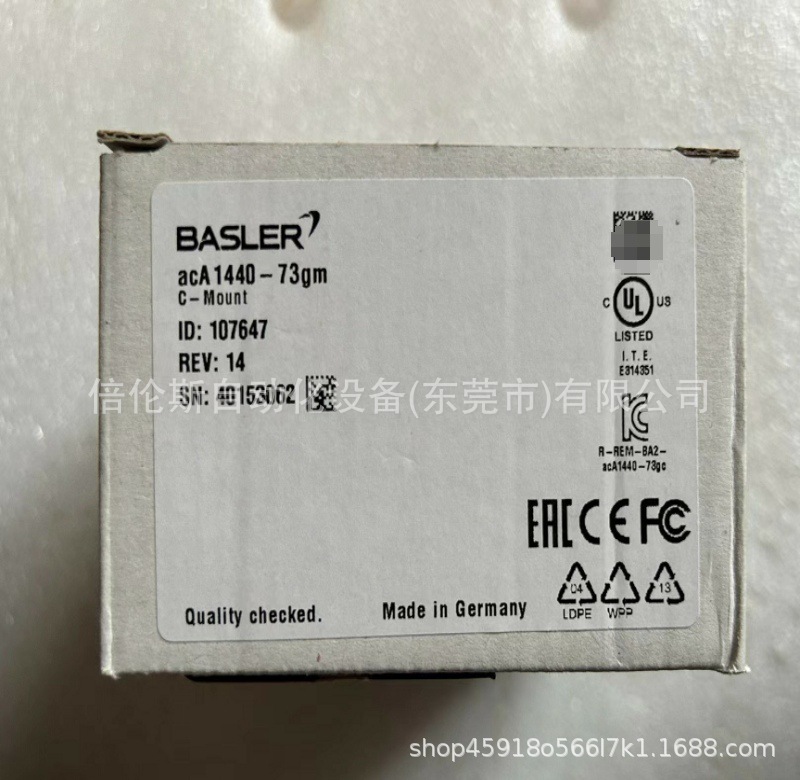 BASLER
acA1440-73gm
C-Mount
ID: 107647
REV: 14
SN: 40153062
倍伦斯自动化设备(东莞市)有限公司
C UL US
LISTED
I.T.E.
E314351
R-REM-BA2-
acA1440-73gc
EAC CE FCC
04 13
LDPE WPP
Quality checked.
Made in Germany
shop45918o566l7k1.1688.com